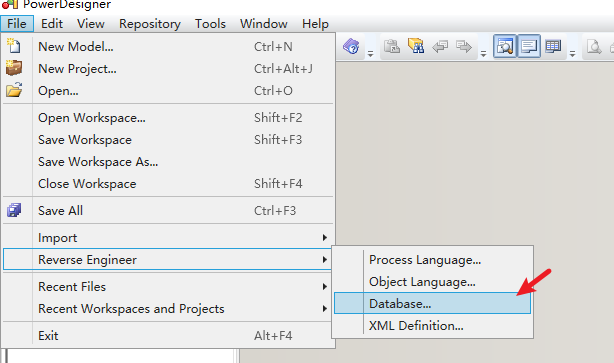 PowerDesigner
File Edit View Repository Tools Window Help
New Model... Ctrl+N
New Project... Ctrl+Alt+J
Open... Ctrl+O
Open Workspace... Shift+F2
Save Workspace Shift+F3
Save Workspace As...
Close Workspace Shift+F4
Save All Ctrl+F3
Import
Reverse Engineer
Recent Files
Recent Workspaces and Projects
Exit Alt+F4
Process Language...
Object Language...
Database...
XML Definition...